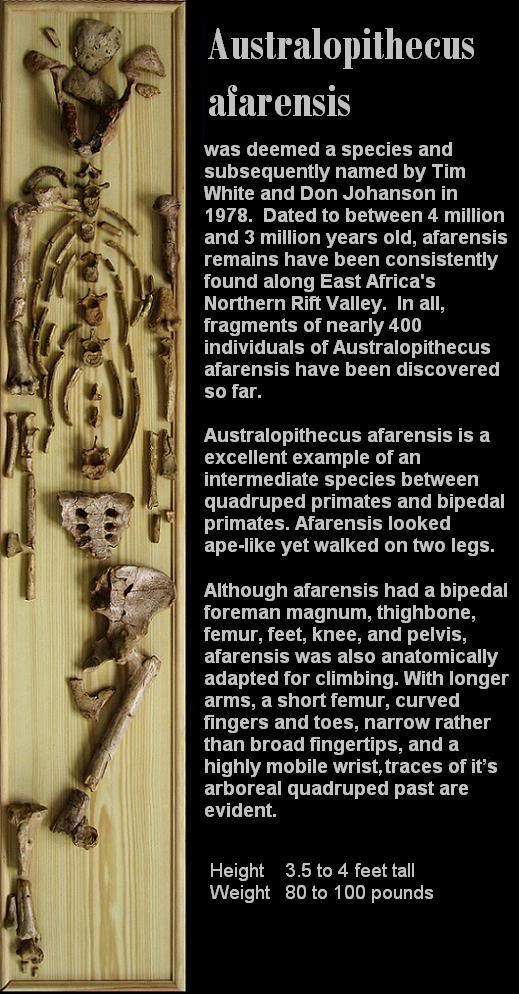 Australopithecus
afarensis
was deemed a species and
subsequently named by Tim
White and Don Johanson in
1978. Dated to between 4 million
and 3 million years old, afarensis
remains have been consistently
found along East Africa's
Northern Rift Valley. In all,
fragments of nearly 400
individuals of Australopithecus
afarensis have been discovered
so far.
Australopithecus afarensis is a
excellent example of an
intermediate species between
quadruped primates and bipedal
primates. Afarensis looked
ape-like yet walked on two legs.
Although afarensis had a bipedal
foreman magnum, thighbone,
femur, feet, knee, and pelvis,
afarensis was also anatomically
adapted for climbing. With longer
arms, a short femur, curved
fingers and toes, narrow rather
than broad fingertips, and a
highly mobile wrist,traces of it’s
arboreal quadruped past are
evident.
Height 3.5 to 4 feet tall
Weight 80 to 100 pounds